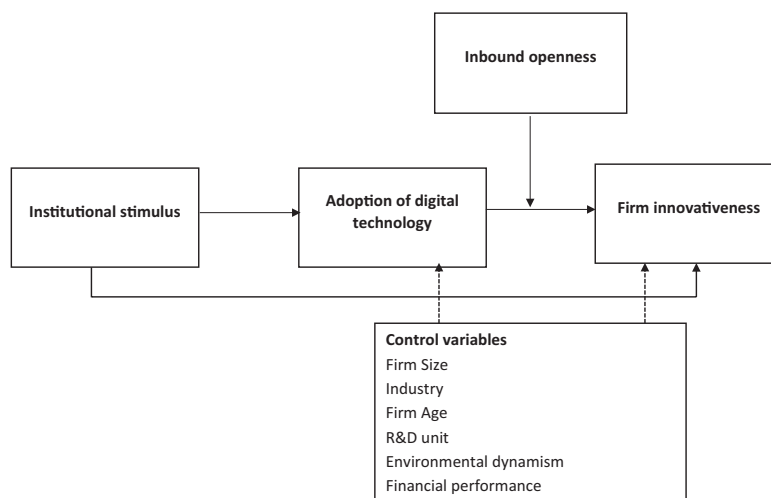 Inbound openness
Institutional stimulus
Adoption of digital
technology
Firm innovativeness
Control variables
Firm Size
Industry
Firm Age
R&D unit
Environmental dynamism
Financial performance